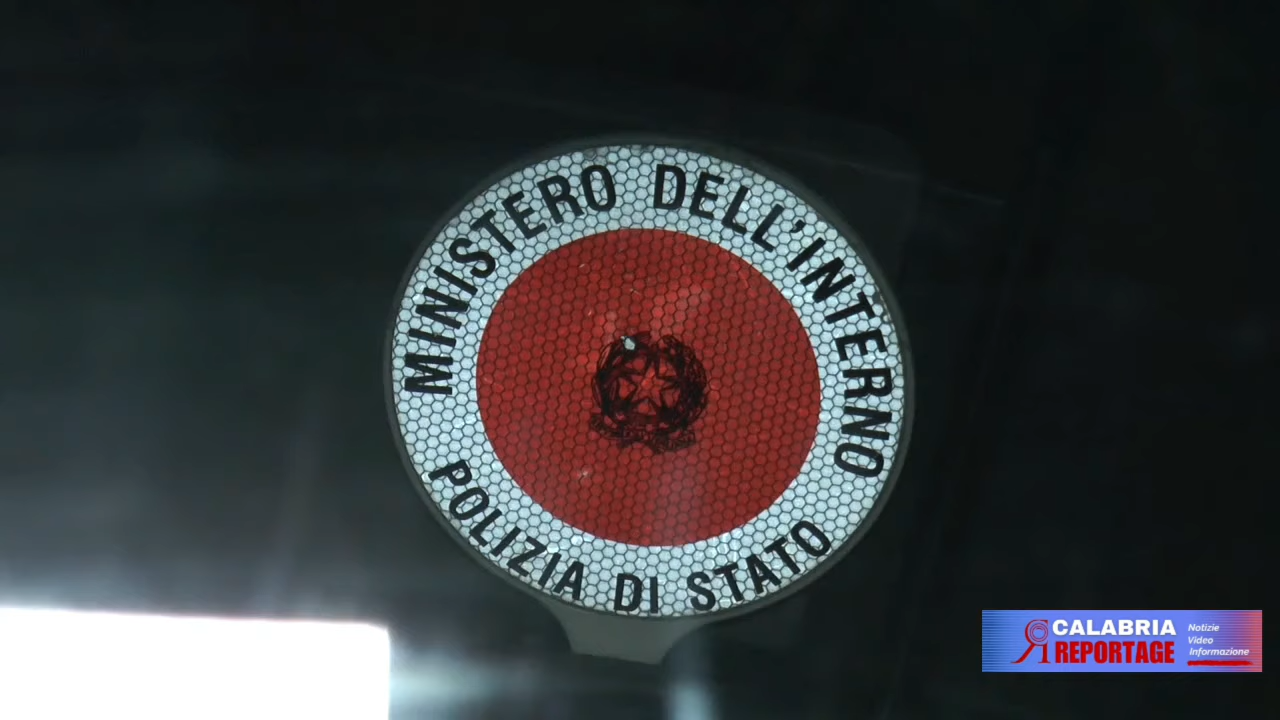 MINISTERO DELL'INTERNO
POLIZIA DI STATO
CALABRIA
REPORTAGE
Notizie
Video
Informazione